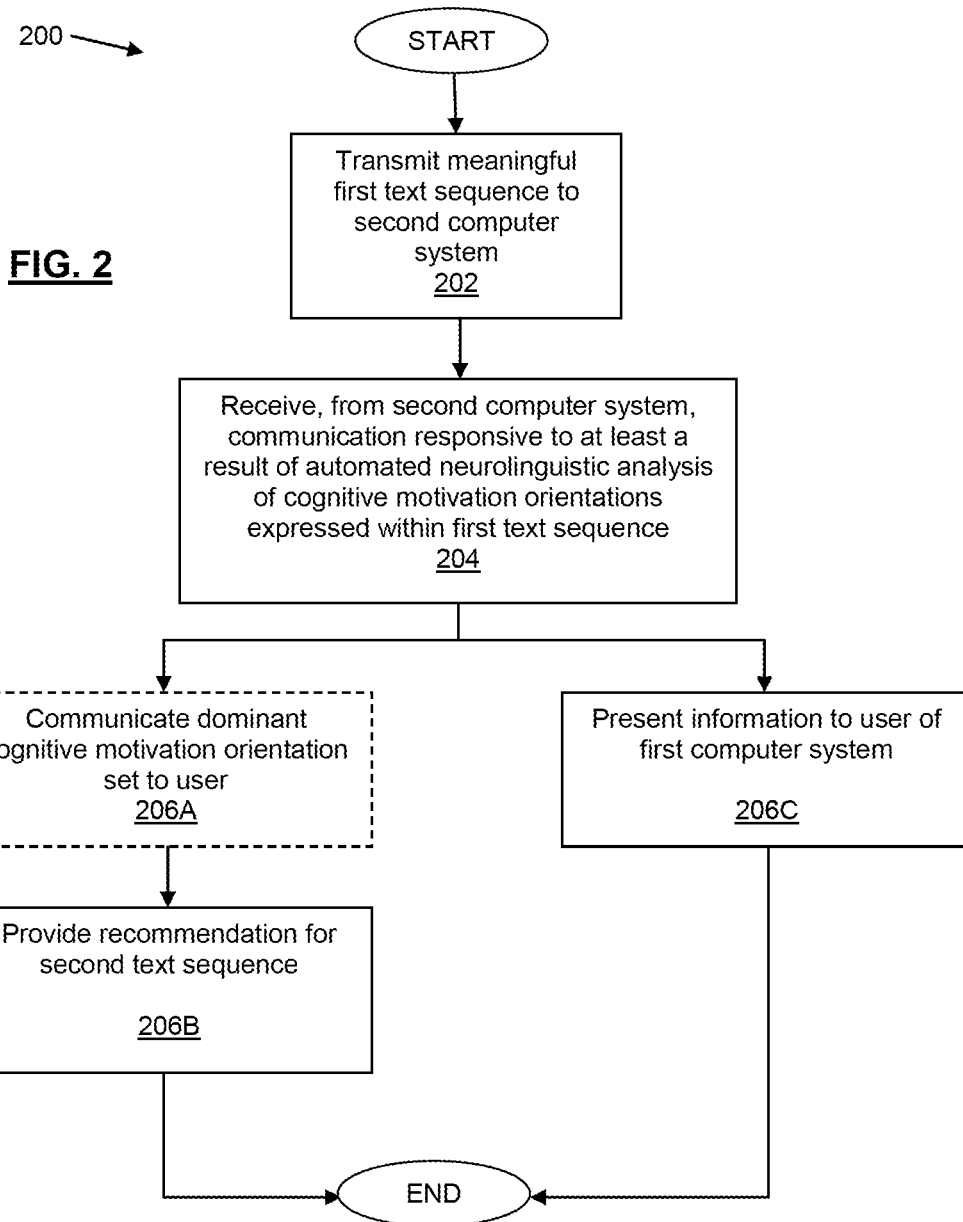 200
START
Transmit meaningful
first text sequence to
second computer
system
202
FIG. 2
Receive, from second computer system,
communication responsive to at least a
result of automated neurolinguistic analysis
of cognitive motivation orientations
expressed within first text sequence
204
Communicate dominant
ognitive motivation orientation
set to user
206A
Present information to user of
first computer system
206C
Provide recommendation for
second text sequence
206B
END